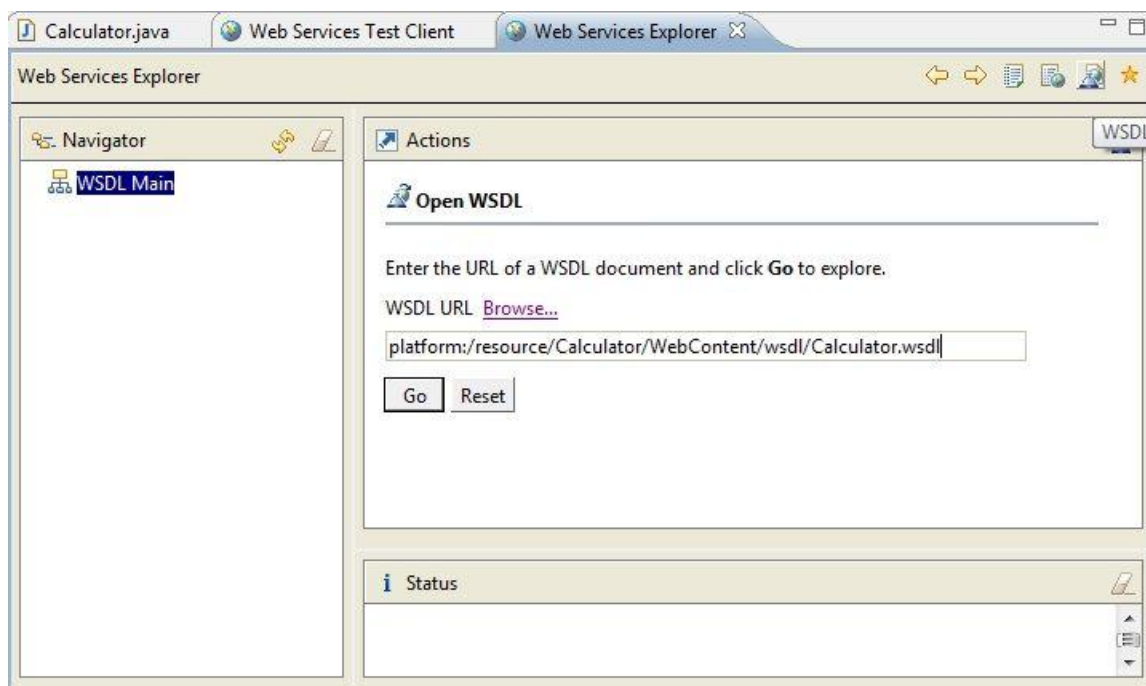 Calculator.java
Web Services Test Client
Web Services Explorer
Web Services Explorer
WSDL
Navigator
Actions
WSDL Main
Open WSDL
Enter the URL of a WSDL document and click Go to explore.
WSDL URL Browse...
platform:/resource/Calculator/WebContent/wsdl/Calculator.wsdl
Go Reset
i Status